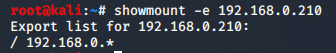 root@kali:~# showmount -e 192.168.0.210
Export list for 192.168.0.210:
/ 192.168.0.*